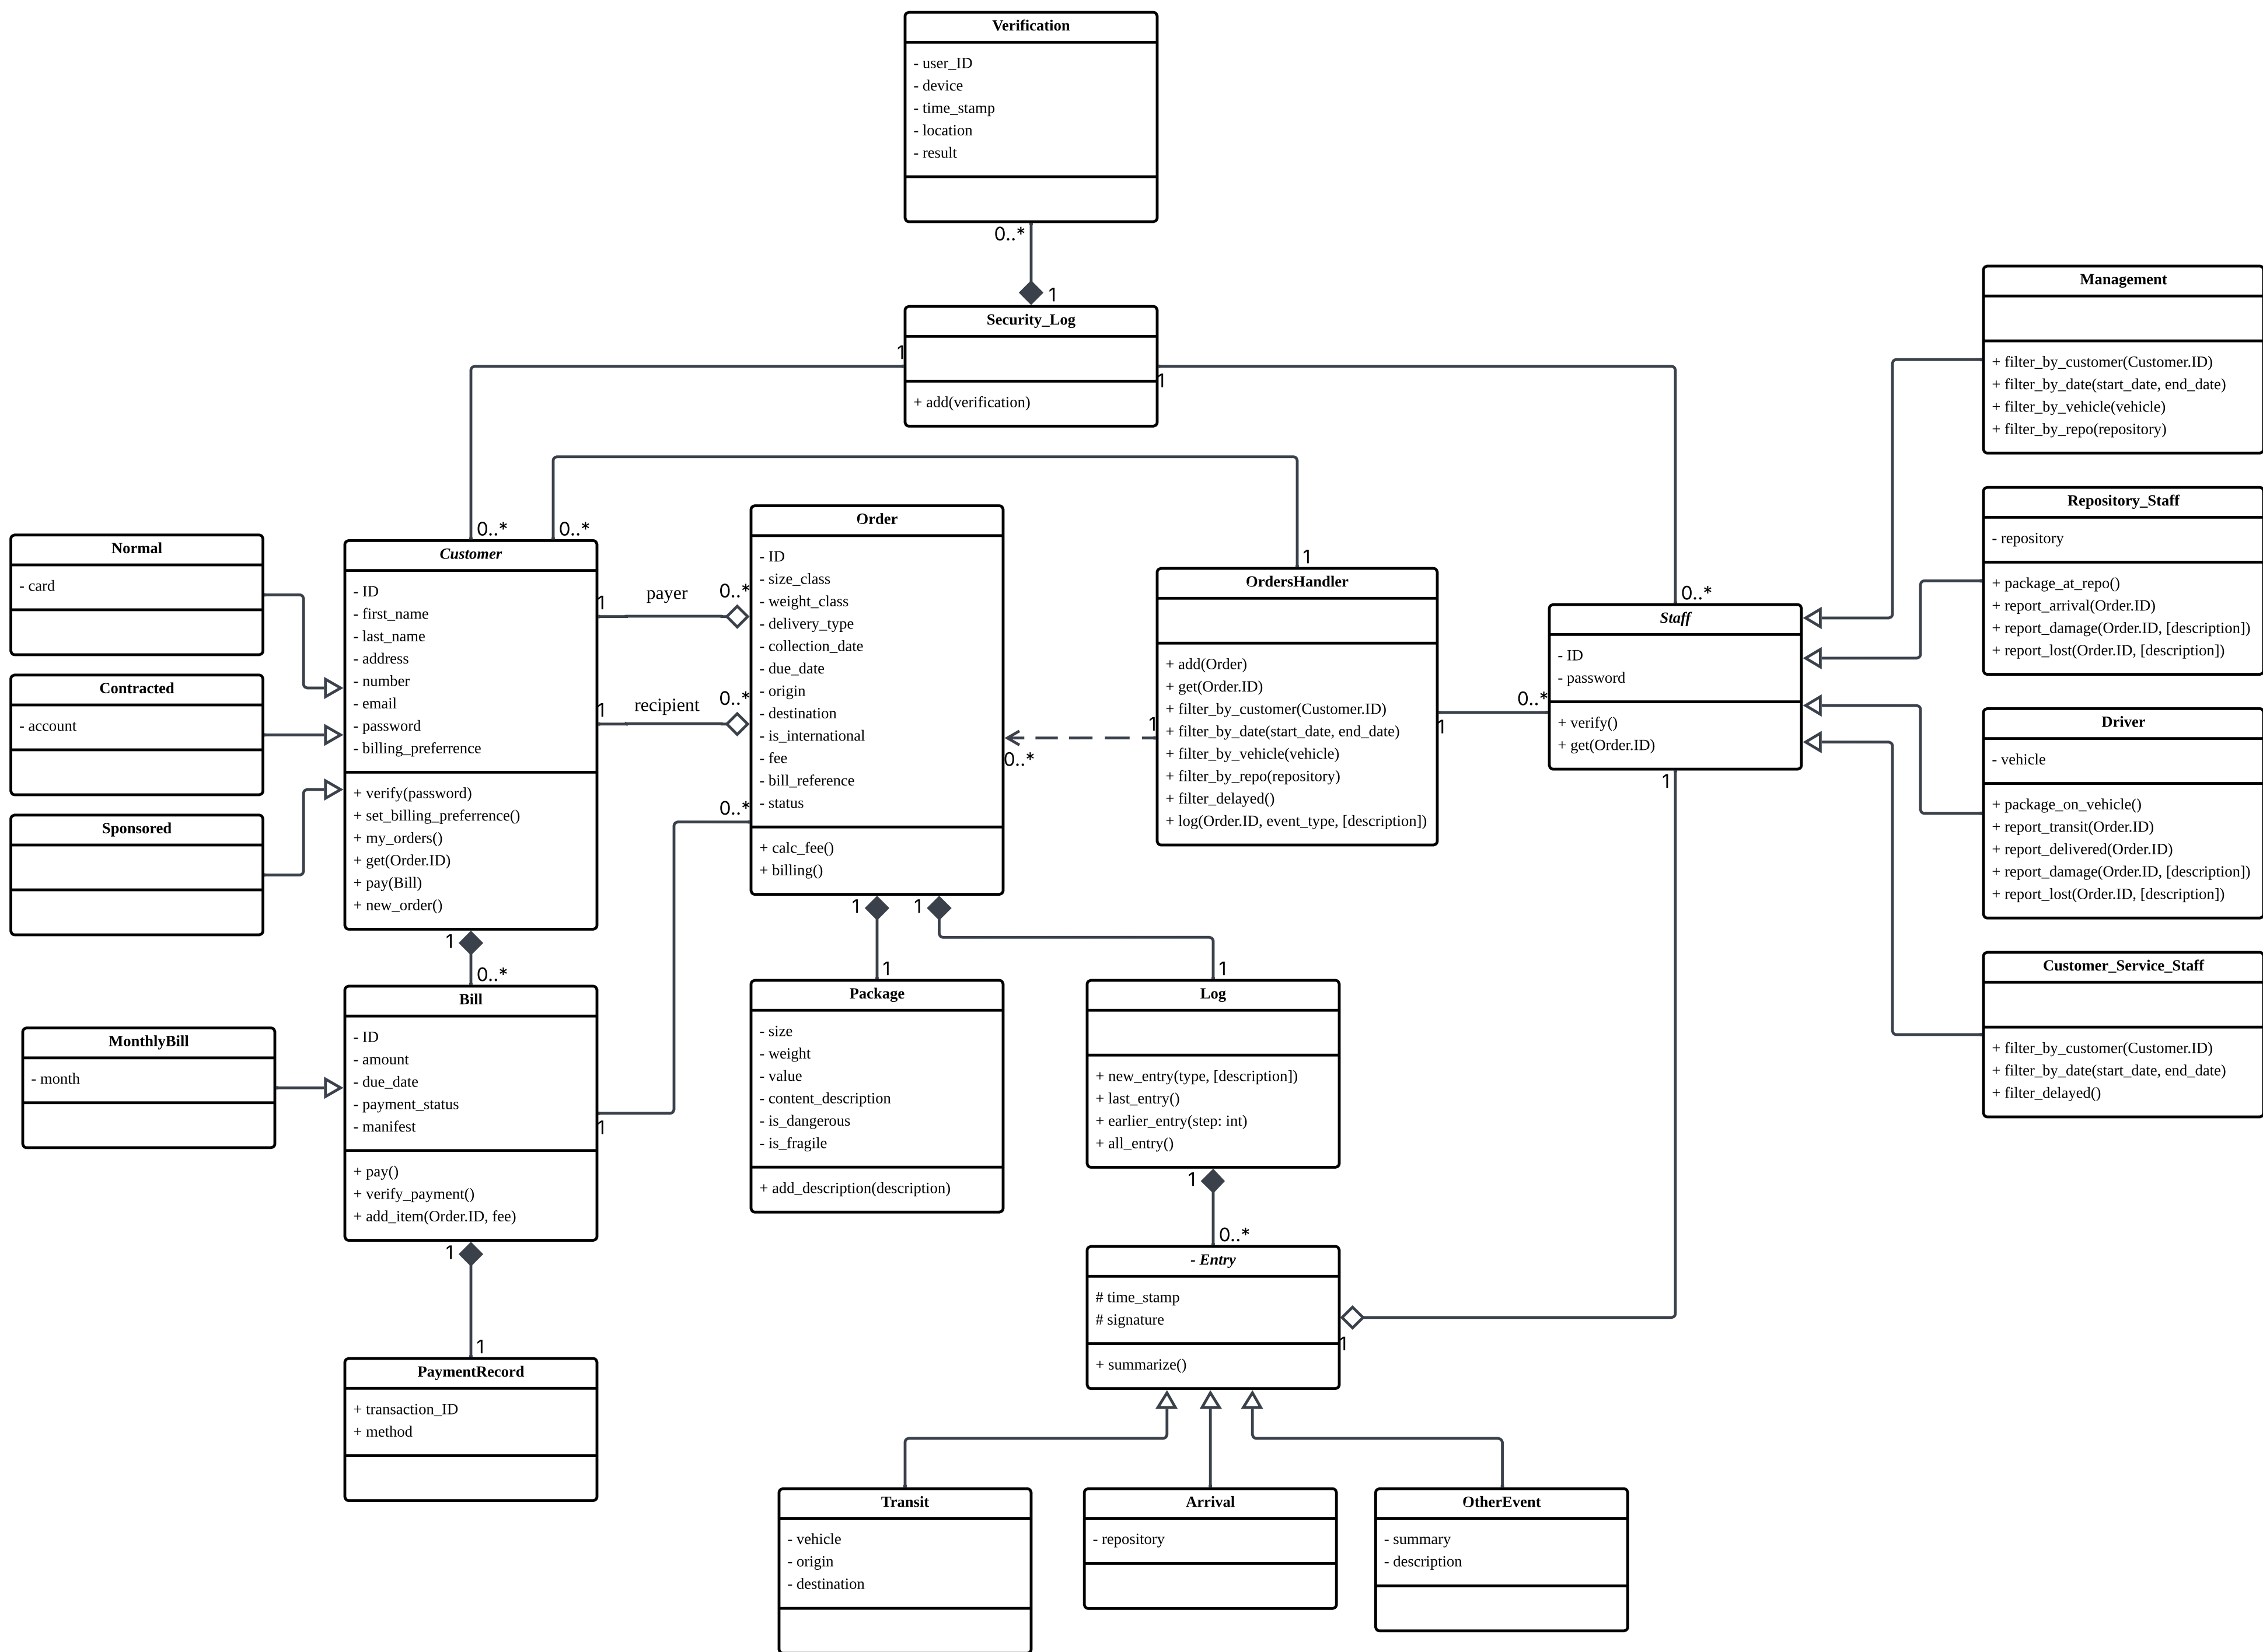 Verification
- user_ID
- device
- time_stamp
- location
- result
0..*
1
Security_Log
+ add(verification)
1
1
Management
+ filter_by_customer(Customer.ID)
+ filter_by_date(start_date, end_date)
+ filter_by_vehicle(vehicle)
+ filter_by_repo(repository)
Repository_Staff
- repository
+ package_at_repo()
+ report_arrival(Order.ID)
+ report_damage(Order.ID, [description])
+ report_lost(Order.ID, [description])
Driver
- vehicle
+ package_on_vehicle()
+ report_transit(Order.ID)
+ report_delivered(Order.ID)
+ report_damage(Order.ID, [description])
+ report_lost(Order.ID, [description])
Customer_Service_Staff
+ filter_by_customer(Customer.ID)
+ filter_by_date(start_date, end_date)
+ filter_delayed()
Normal
- card
Contracted
- account
Sponsored
0..*
0..*
Customer
- ID
- first_name
- last_name
- address
- number
- email
- password
- billing_preferrence
+ verify(password)
+ set_billing_preferrence()
+ my_orders()
+ get(Order.ID)
+ pay(Bill)
+ new_order()
1
payer
0..*
1
recipient
0..*
0..*
Order
- ID
- size_class
- weight_class
- delivery_type
- collection_date
- due_date
- origin
- destination
- is_international
- fee
- bill_reference
- status
+ calc_fee()
+ billing()
0..*
1
1
OrdersHandler
+ add(Order)
+ get(Order.ID)
+ filter_by_customer(Customer.ID)
+ filter_by_date(start_date, end_date)
+ filter_by_vehicle(vehicle)
+ filter_by_repo(repository)
+ filter_delayed()
+ log(Order.ID, event_type, [description])
1
0..*
0..*
Staff
- ID
- password
+ verify()
+ get(Order.ID)
1
1
0..*
Bill
- ID
- amount
- due_date
- payment_status
- manifest
+ pay()
+ verify_payment()
+ add_item(Order.ID, fee)
1
MonthlyBill
- month
1
1
PaymentRecord
+ transaction_ID
+ method
1
1
1
1
Package
- size
- weight
- value
- content_description
- is_dangerous
- is_fragile
+ add_description(description)
Log
+ new_entry(type, [description])
+ last_entry()
+ earlier_entry(step: int)
+ all_entry()
1
0..*
- Entry
# time_stamp
# signature
+ summarize()
1
Transit
- vehicle
- origin
- destination
Arrival
- repository
OtherEvent
- summary
- description